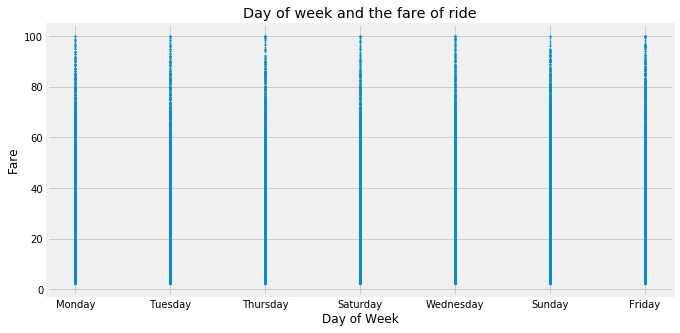 Day of week and the fare of ride
100
80
60
40
20
0
Fare
Monday Tuesday Thursday Saturday Wednesday Sunday Friday
Day of Week